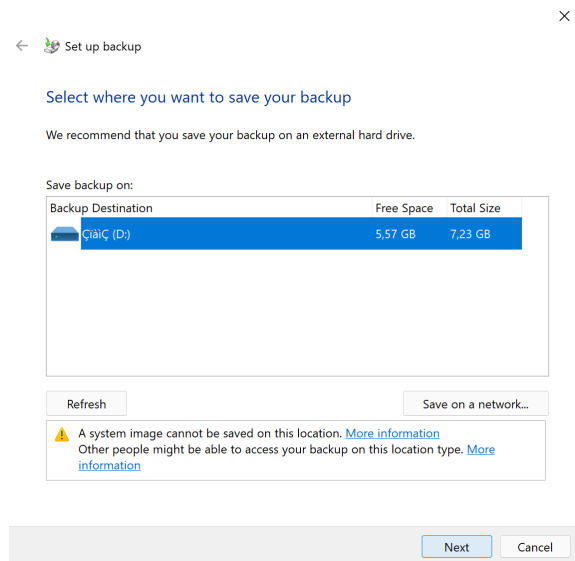 Set up backup
Select where you want to save your backup
We recommend that you save your backup on an external hard drive.
Save backup on:
Backup Destination Free Space Total Size
ÇïàìÇ (D:) 5,57 GB 7,23 GB
Refresh Save on a network...
A system image cannot be saved on this location. More information
Other people might be able to access your backup on this location type. More
information
Next Cancel